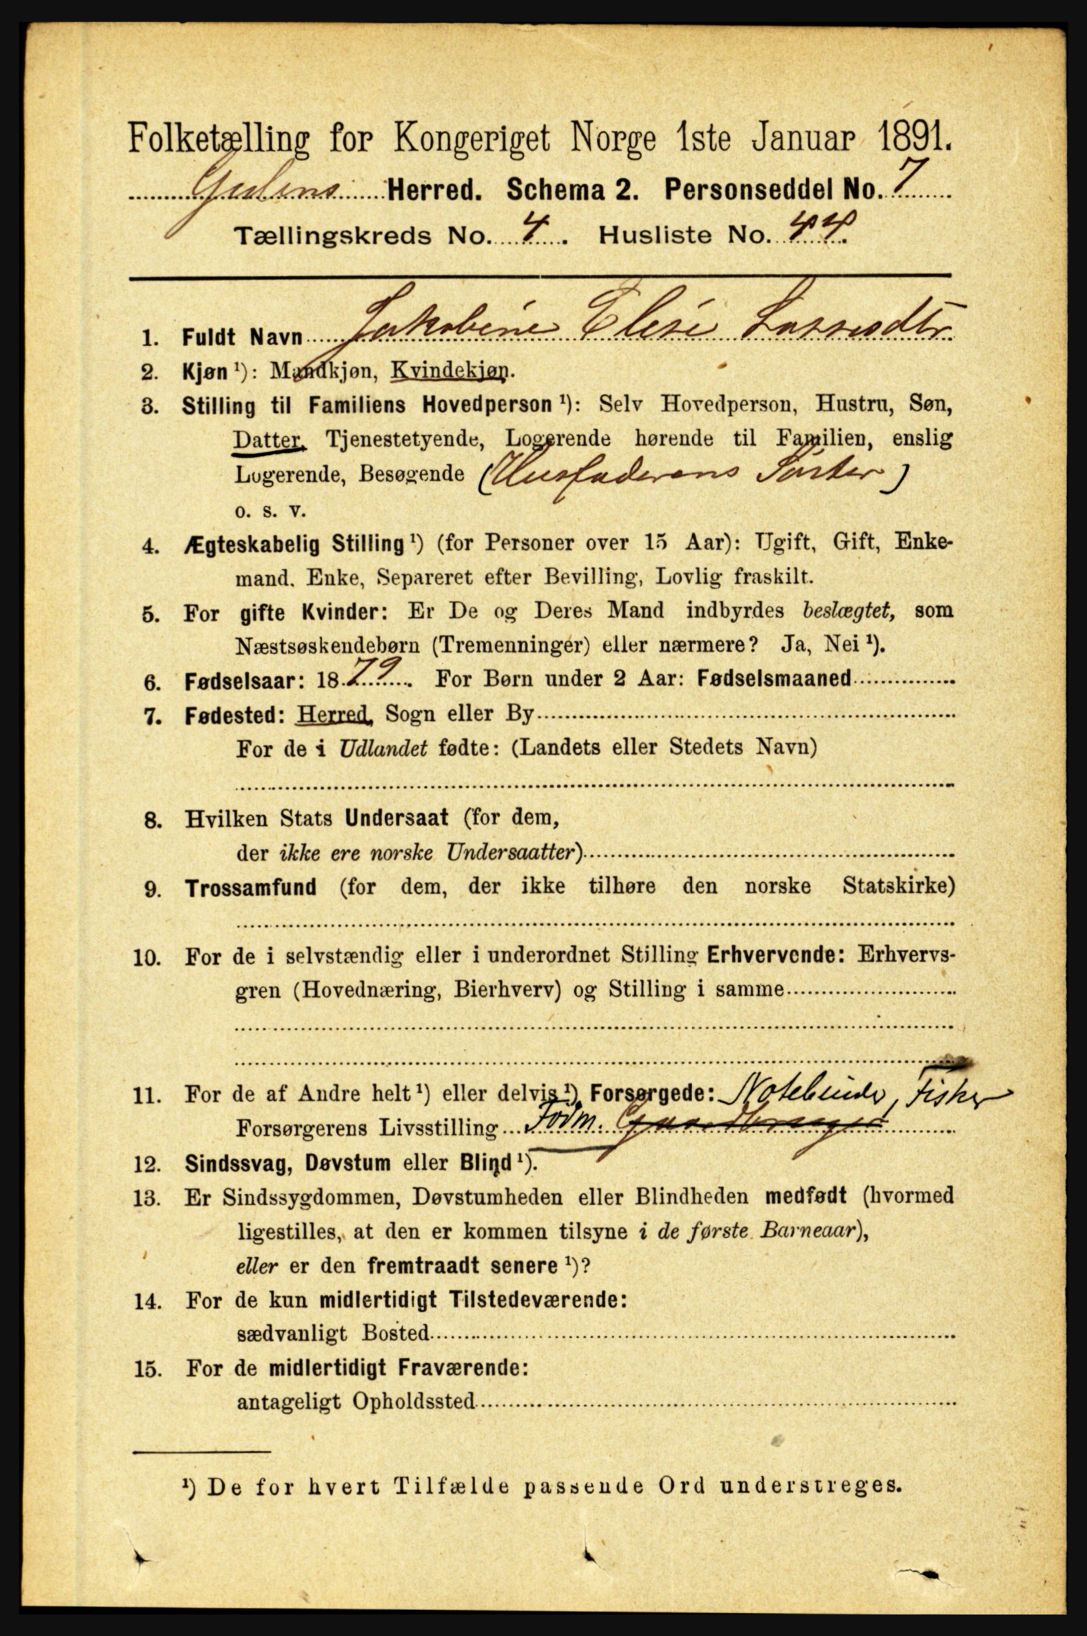 Folketælling for Kongeriget Norge 1ste Januar 1891.
Gulens Herred. Schema 2. Personseddel No. 7
Tællingskreds No. 4. Husliste No. 44.
1. Fuldt Navn Jakobine Elise Lassesdtr
2. Kjøn ¹): Mandkjøn, Kvindekjøn.
3. Stilling til Familiens Hovedperson ¹): Selv Hovedperson, Hustru, Søn,
Datter, Tjenestetyende, Logerende hørende til Familien, enslig
Logerende, Besøgende (Husfaderens Søster)
o. s. v.
4. Ægteskabelig Stilling ¹) (for Personer over 15 Aar): Ugift, Gift, Enke-
mand, Enke, Separeret efter Bevilling, Lovlig fraskilt.
5. For gifte Kvinder: Er De og Deres Mand indbyrdes beslægtet, som
Næstsøskendebørn (Tremenninger) eller nærmere? Ja, Nei ¹).
6. Fødselsaar: 1879. For Børn under 2 Aar: Fødselsmaaned
7. Fødested: Herred, Sogn eller By
For de i Udlandet fødte: (Landets eller Stedets Navn)
8. Hvilken Stats Undersaat (for dem,
der ikke ere norske Undersaatter)
9. Trossamfund (for dem, der ikke tilhøre den norske Statskirke)
10. For de i selvstændig eller i underordnet Stilling Erhvervende: Erhvervs-
gren (Hovednæring, Bierhverv) og Stilling i samme
11. For de af Andre helt ¹) eller delvis ¹) Forsørgede: Notebinder, Fisker
Forsørgerens Livsstilling Fodm. Gaardbruger
12. Sindssvag, Døvstum eller Blind ¹).
13. Er Sindssygdommen, Døvstumheden eller Blindheden medfødt (hvormed
ligestilles, at den er kommen tilsyne i de første Barneaar),
eller er den fremtraadt senere ¹)?
14. For de kun midlertidigt Tilstedeværende:
sædvanligt Bosted
15. For de midlertidigt Fraværende:
antageligt Opholdssted
¹) De for hvert Tilfælde passende Ord understreges.